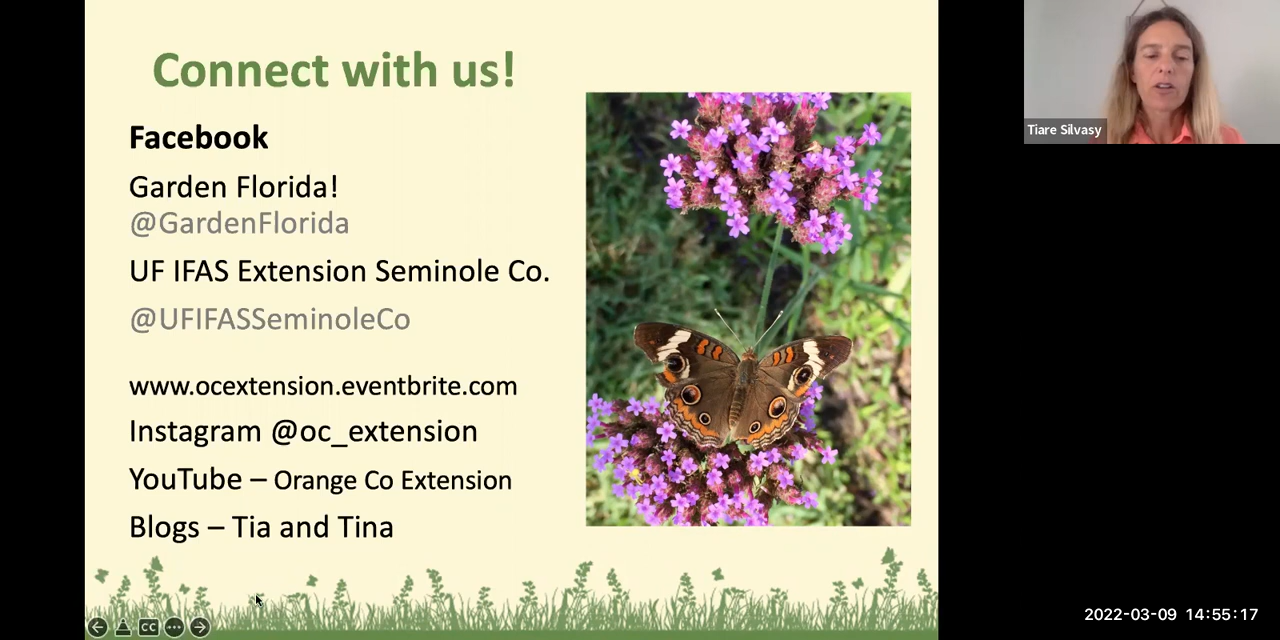 Connect with us!
Facebook
Garden Florida!
@GardenFlorida
UF IFAS Extension Seminole Co.
@UFIFASSeminoleCo
www.ocextension.eventbrite.com
Instagram @oc_extension
YouTube – Orange Co Extension
Blogs – Tia and Tina
CC
Tiare Silvasy
2022-03-09 14:55:17